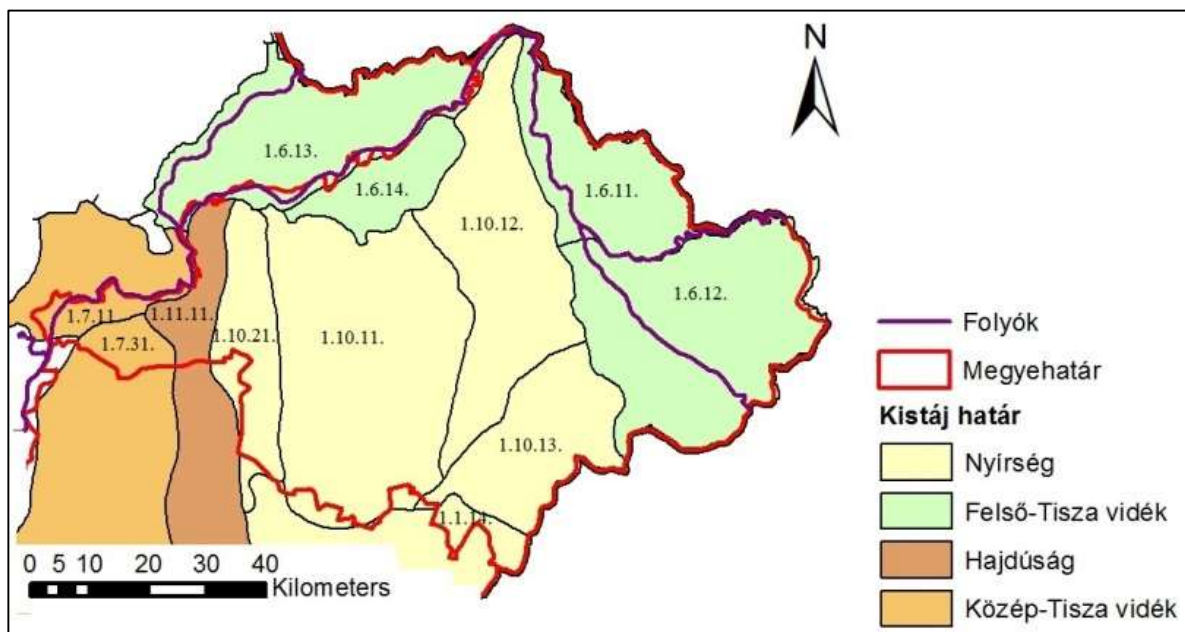 N
1.6.13.
1.6.14.
1.6.11.
1.10.12.
1.6.12.
1.7.11.
1.11.11.
1.7.31.
1.10.21.
1.10.11.
1.10.13.
1.1.14.
Folyók
Megyehatár
Kistáj határ
Nyírség
Felső-Tisza vidék
Hajdúság
Közép-Tisza vidék
0 5 10 20 30 40
Kilometers